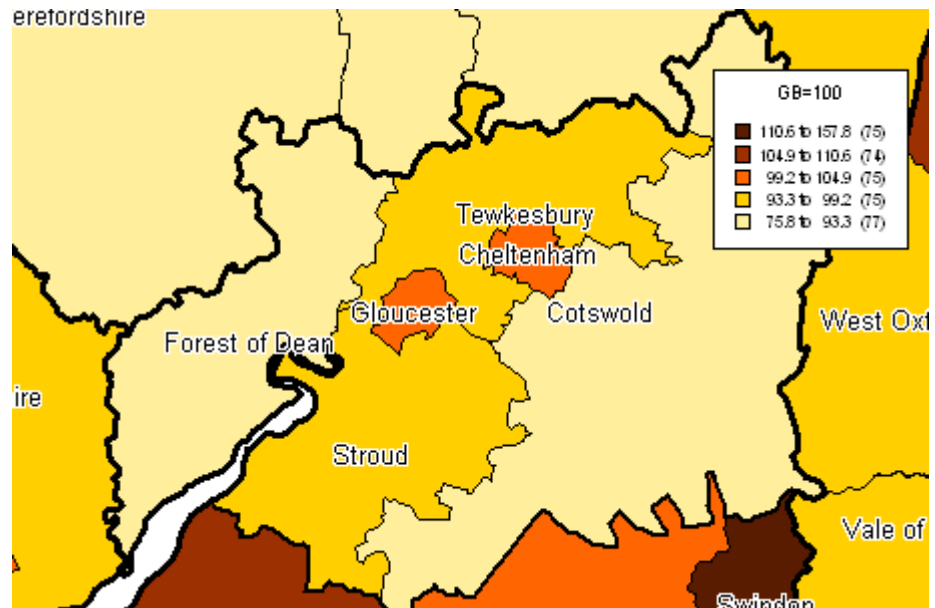 erefordshire
GB=100
110.6 to 157.8 (75)
104.9 to 110.6 (74)
99.2 to 104.9 (75)
93.3 to 99.2 (75)
75.8 to 93.3 (77)
Tewkesbury
Cheltenham
Gloucester
Cotswold
West Oxf
Forest of Dean
ire
Stroud
Vale of
Swindon